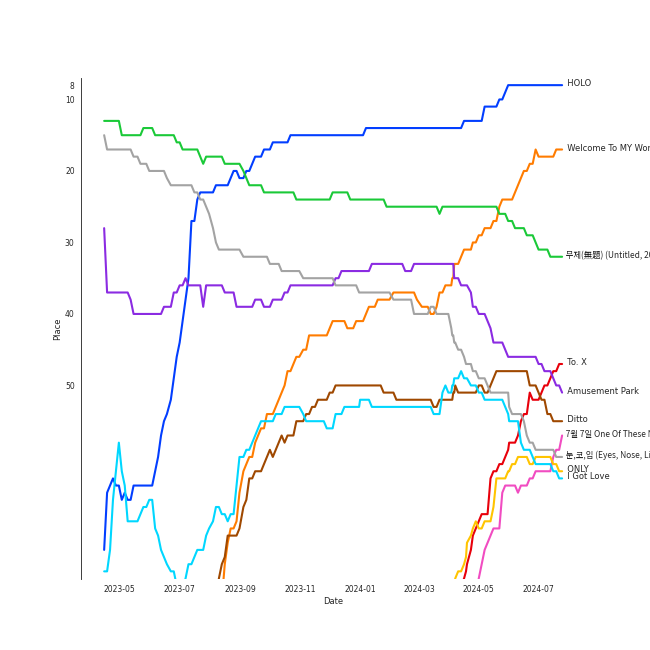 8
10
20
30
40
50
Place
HOLO
Welcome To MY Wor
무제(無題) (Untitled, 20
To. X
Amusement Park
Ditto
7월 7일 One Of These N
눈,코,입 (Eyes, Nose, Li
ONLY
I Got Love
2023-05
2023-07
2023-09
2023-11
2024-01
2024-03
2024-05
2024-07
Date